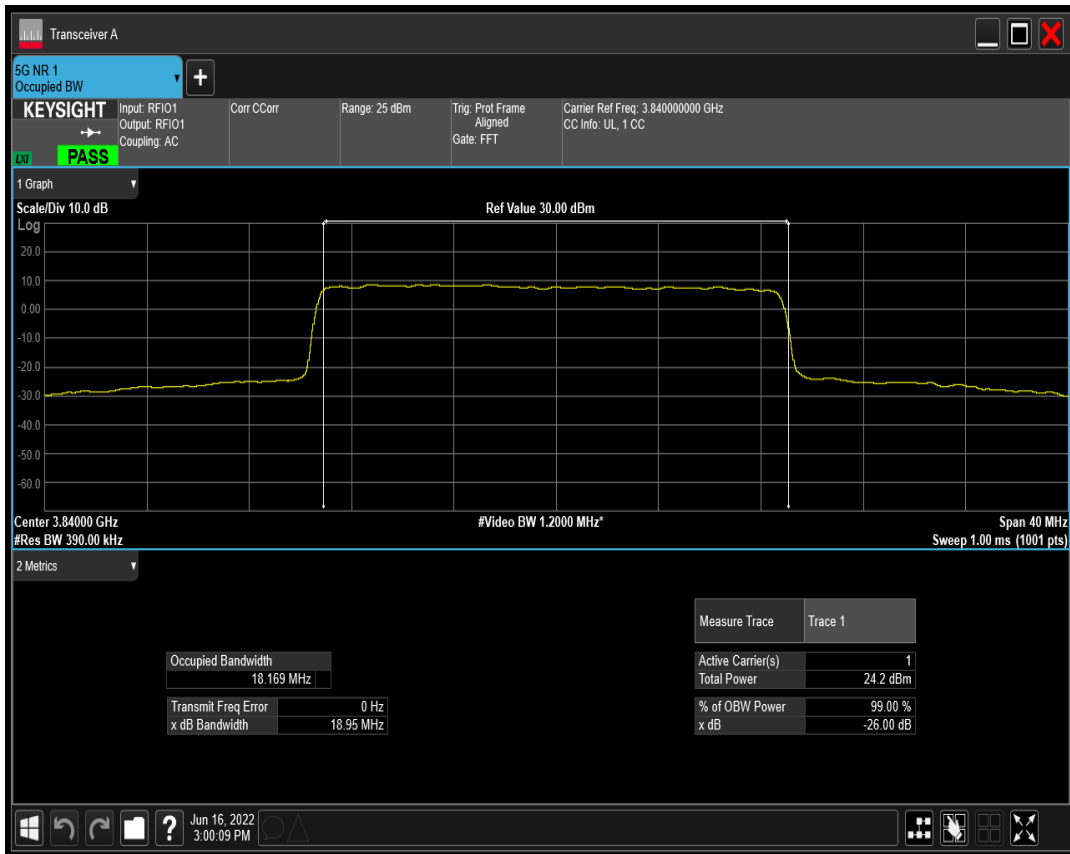 Transceiver A
5G NR 1
Occupied BW
+
KEYSIGHT
LXI
PASS
Input: RFIO1
Output: RFIO1
Coupling: AC
Corr CCorr
Range: 25 dBm
Trig: Prot Frame
Aligned
Gate: FFT
Carrier Ref Freq: 3.840000000 GHz
CC Info: UL, 1 CC
1 Graph
Scale/Div 10.0 dB
Ref Value 30.00 dBm
Log
20.0
10.0
0.00
-10.0
-20.0
-30.0
-40.0
-50.0
-60.0
Center 3.84000 GHz
#Video BW 1.2000 MHz*
Span 40 MHz
#Res BW 390.00 kHz
Sweep 1.00 ms (1001 pts)
2 Metrics
Measure Trace Trace 1
Occupied Bandwidth
18.169 MHz
Active Carrier(s) 1
Total Power 24.2 dBm
Transmit Freq Error 0 Hz
x dB Bandwidth 18.95 MHz
% of OBW Power 99.00 %
x dB -26.00 dB
?
Jun 16, 2022
3:00:09 PM